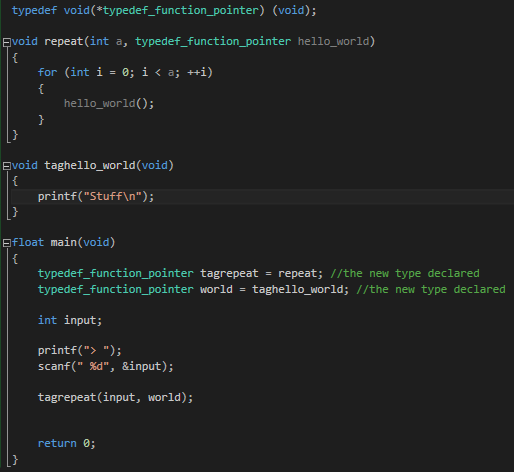 typedef void(*typedef_function_pointer) (void);
void repeat(int a, typedef_function_pointer hello_world)
{
for (int i = 0; i < a; ++i)
{
hello_world();
}
}
void taghello_world(void)
{
printf("Stuff\n");
}
float main(void)
{
typedef_function_pointer tagrepeat = repeat; //the new type declared
typedef_function_pointer world = taghello_world; //the new type declared
int input;
printf("> ");
scanf(" %d", &input);
tagrepeat(input, world);
return 0;
}